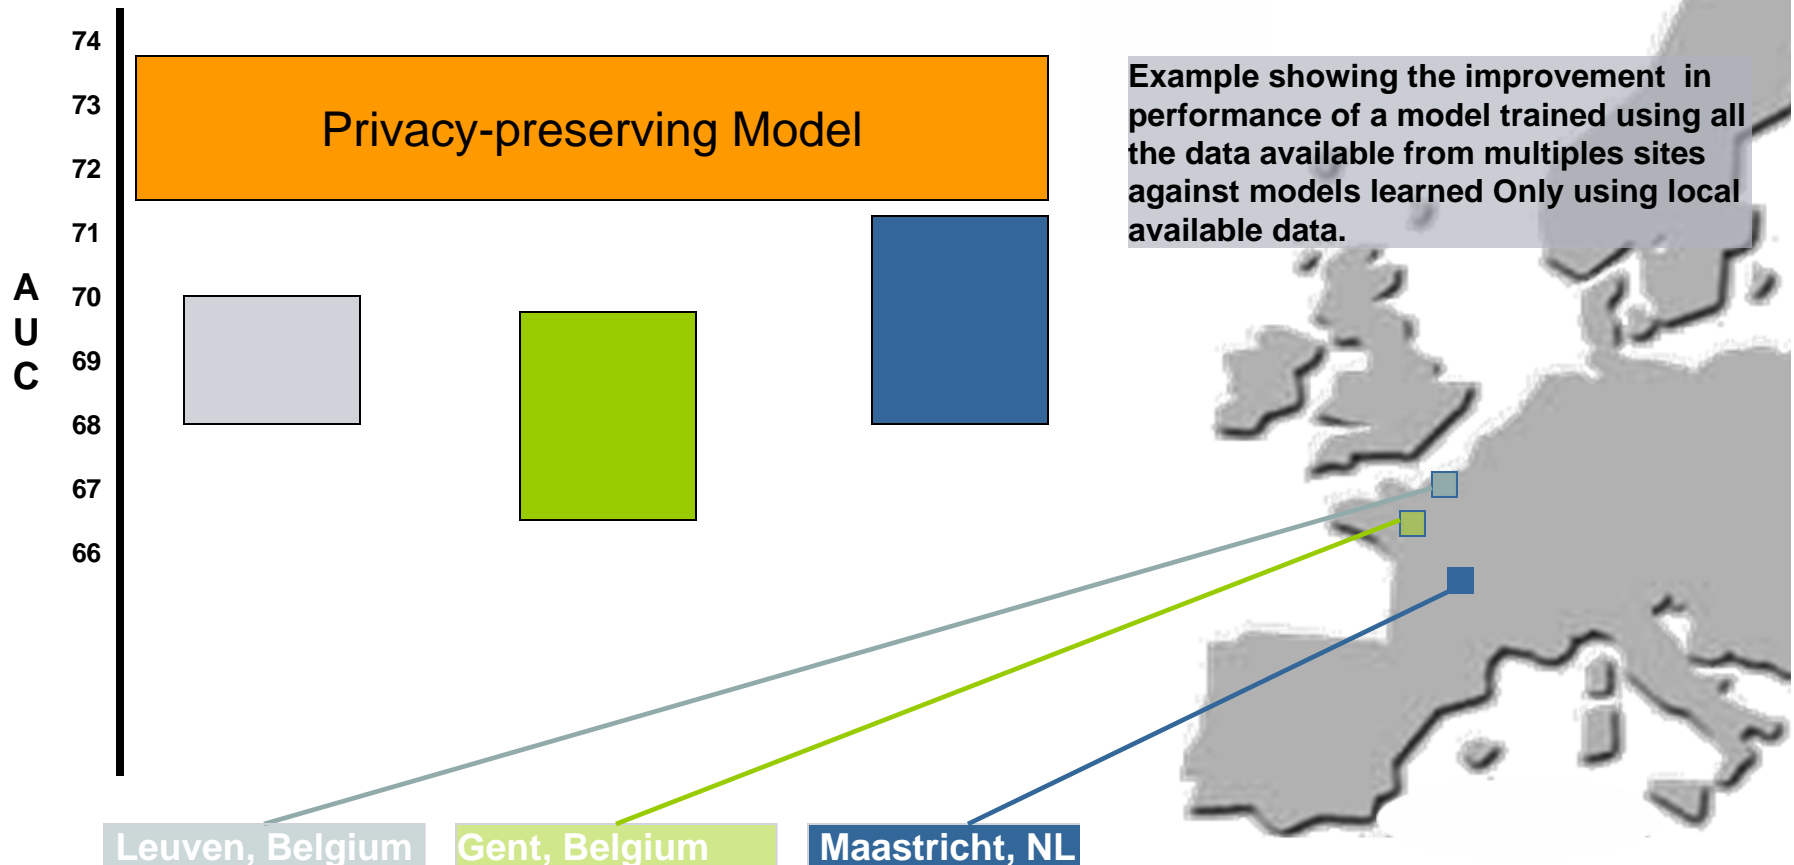 74
73
72
71
70
69
68
67
66
A
U
C
Privacy-preserving Model
Example showing the improvement in
performance of a model trained using all
the data available from multiples sites
against models learned Only using local
available data.
Leuven, Belgium
Gent, Belgium
Maastricht, NL